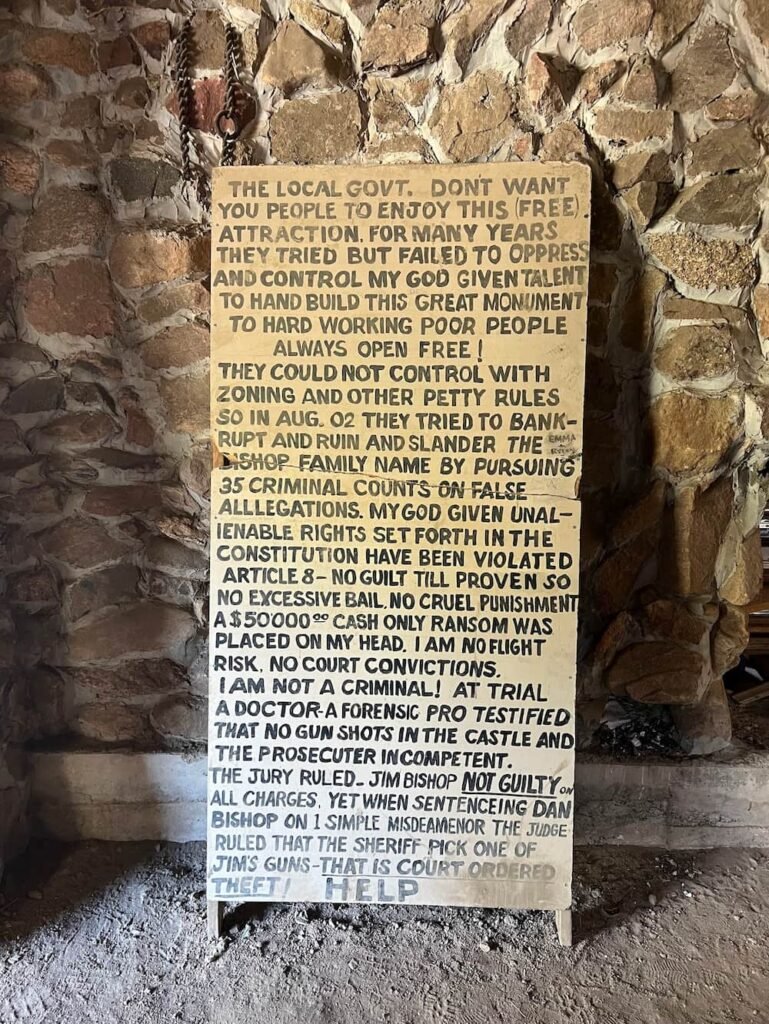 THE LOCAL GOVT. DON'T WANT
YOU PEOPLE TO ENJOY THIS (FREE)
ATTRACTION. FOR MANY YEARS
THEY TRIED BUT FAILED TO OPPRESS
AND CONTROL MY GOD GIVEN TALENT
TO HAND BUILD THIS GREAT MONUMENT
TO HARD WORKING POOR PEOPLE
ALWAYS OPEN FREE!
THEY COULD NOT CONTROL WITH
ZONING AND OTHER PETTY RULES
SO IN AUG. 02 THEY TRIED TO BANK-
RUPT AND RUIN AND SLANDER THE
EMMA
BISHOP FAMILY NAME BY PURSUING
35 CRIMINAL COUNTS ON FALSE
ALLLEGATIONS. MY GOD GIVEN UNAL-
IENABLE RIGHTS SET FORTH IN THE
CONSTITUTION HAVE BEEN VIOLATED
ARTICLE 8 - NO GUILT TILL PROVEN SO
NO EXCESSIVE BAIL. NO CRUEL PUNISHMENT
A $50'000 00 CASH ONLY RANSOM WAS
PLACED ON MY HEAD. I AM NO FLIGHT
RISK. NO COURT CONVICTIONS.
I AM NOT A CRIMINAL! AT TRIAL
A DOCTOR-A FORENSIC PRO TESTIFIED
THAT NO GUN SHOTS IN THE CASTLE AND
THE PROSECUTER INCOMPETENT.
THE JURY RULED - JIM BISHOP NOT GUILTY ON
ALL CHARGES. YET WHEN SENTENCEING DAN
BISHOP ON 1 SIMPLE MISDEAMENOR THE JUDGE
RULED THAT THE SHERIFF PICK ONE OF
JIM'S GUNS-THAT IS COURT ORDERED
THEFT! HELP